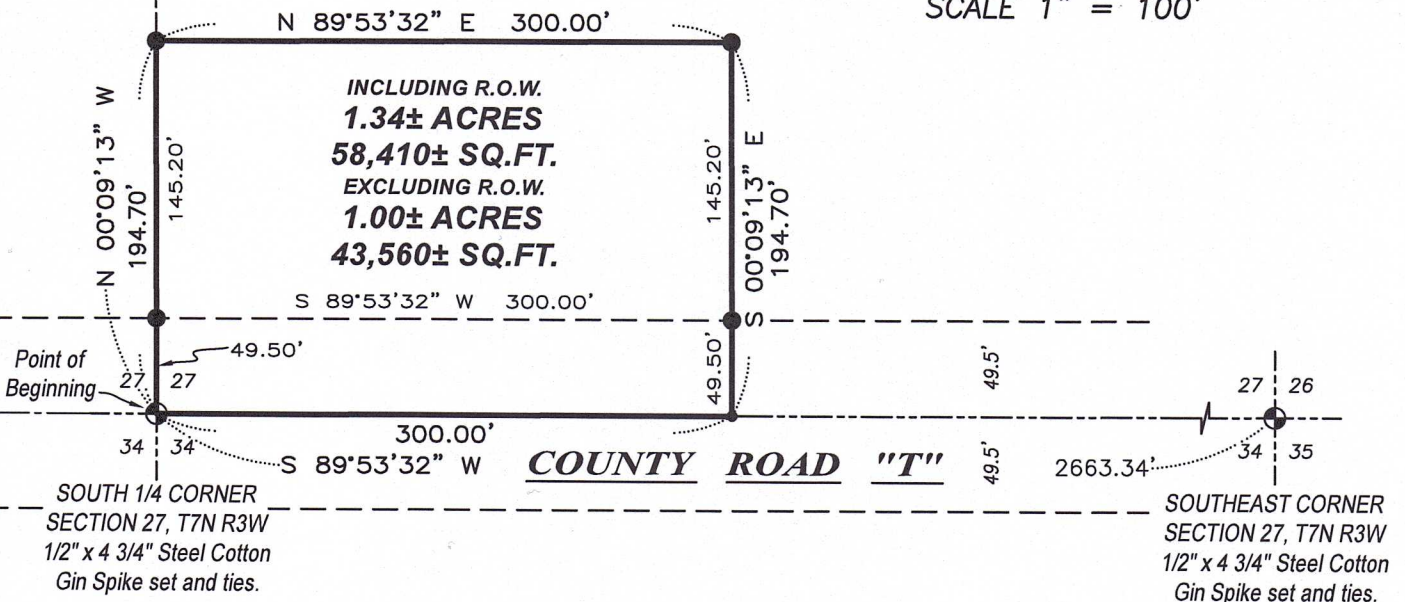 SCALE 1" = 100'
N 89°53'32" E 300.00'
N 00°09'13" W
194.70'
145.20'
INCLUDING R.O.W.
1.34± ACRES
58,410± SQ.FT.
EXCLUDING R.O.W.
1.00± ACRES
43,560± SQ.FT.
145.20'
S 00°09'13" E
194.70'
S 89°53'32" W 300.00'
49.50'
49.50'
49.5'
Point of
Beginning
27 27
34 34
27 26
34 35
300.00'
S 89°53'32" W
COUNTY ROAD "T"
49.5'
2663.34'
SOUTH 1/4 CORNER
SECTION 27, T7N R3W
1/2" x 4 3/4" Steel Cotton
Gin Spike set and ties.
SOUTHEAST CORNER
SECTION 27, T7N R3W
1/2" x 4 3/4" Steel Cotton
Gin Spike set and ties.